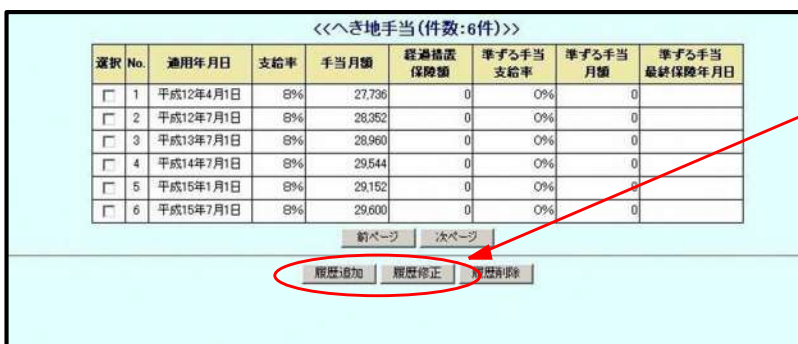 <<へき地手当(件数:6件)>>
選択 No. 適用年月日 支給率 手当月額 経過措置保障額 準ずる手当支給率 準ずる手当月額 準ずる手当最終保障年月日
1 平成12年4月1日 8% 27,736 0 0% 0
2 平成12年7月1日 8% 28,352 0 0% 0
3 平成13年7月1日 8% 28,960 0 0% 0
4 平成14年7月1日 8% 29,544 0 0% 0
5 平成15年1月1日 8% 29,152 0 0% 0
6 平成15年7月1日 8% 29,600 0 0% 0
前ページ 次ページ
履歴追加 履歴修正 履歴削除